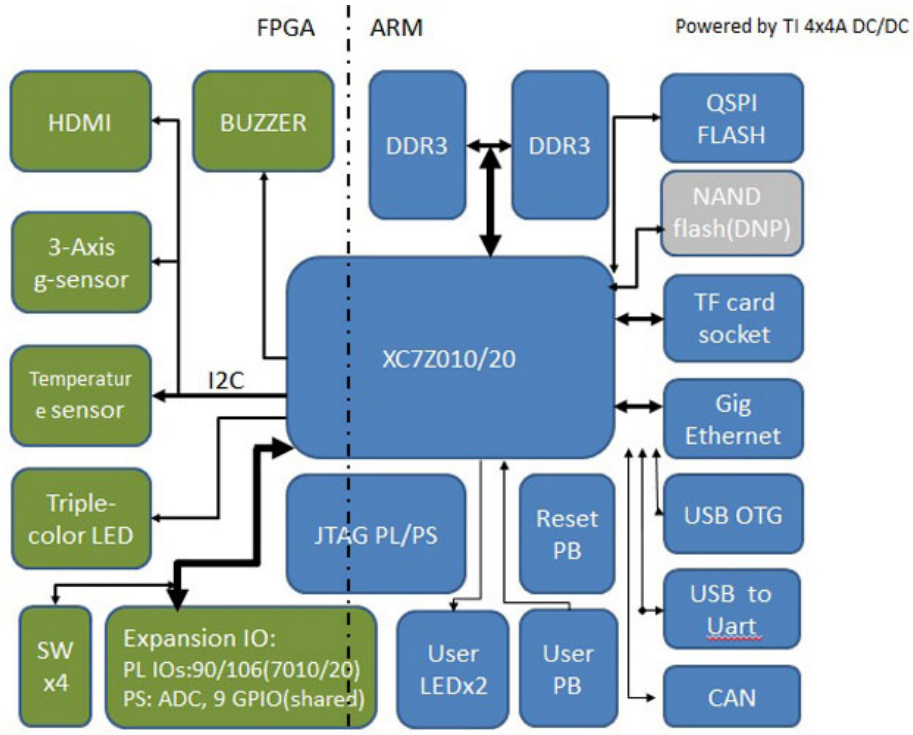 FPGA
ARM
Powered by TI 4x4A DC/DC
HDMI
BUZZER
DDR3
DDR3
QSPI
FLASH
NAND
flash(DNP)
3-Axis
g-sensor
TF card
socket
XC7Z010/20
Temperatur
e sensor
I2C
Gig
Ethernet
Triple-
color LED
JTAG PL/PS
Reset
PB
USB OTG
USB to
Uart
SW
x4
Expansion IO:
PL IOs:90/106(7010/20)
PS: ADC, 9 GPIO(shared)
User
LEDx2
User
PB
CAN